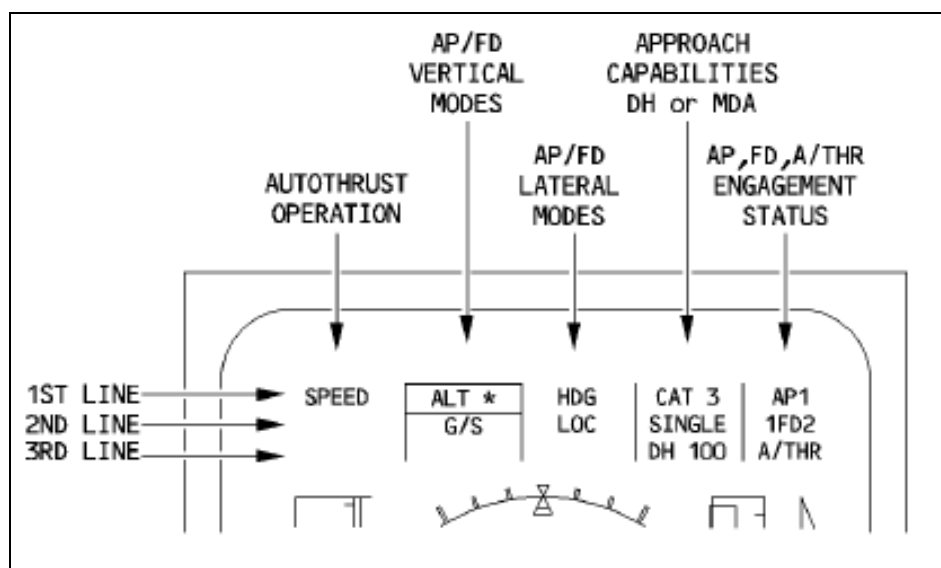 AP/FD
VERTICAL
MODES
APPROACH
CAPABILITIES
DH or MDA
AUTOTHRUST
OPERATION
AP/FD
LATERAL
MODES
AP,FD,A/THR
ENGAGEMENT
STATUS
1ST LINE
2ND LINE
3RD LINE
SPEED
ALT *
G/S
HDG
LOC
CAT 3
SINGLE
DH 100
AP1
1FD2
A/THR